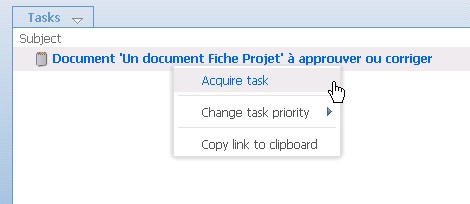 Tasks
Subject
Document 'Un document Fiche Projet' à approuver ou corriger
Acquire task
Change task priority
Copy link to clipboard